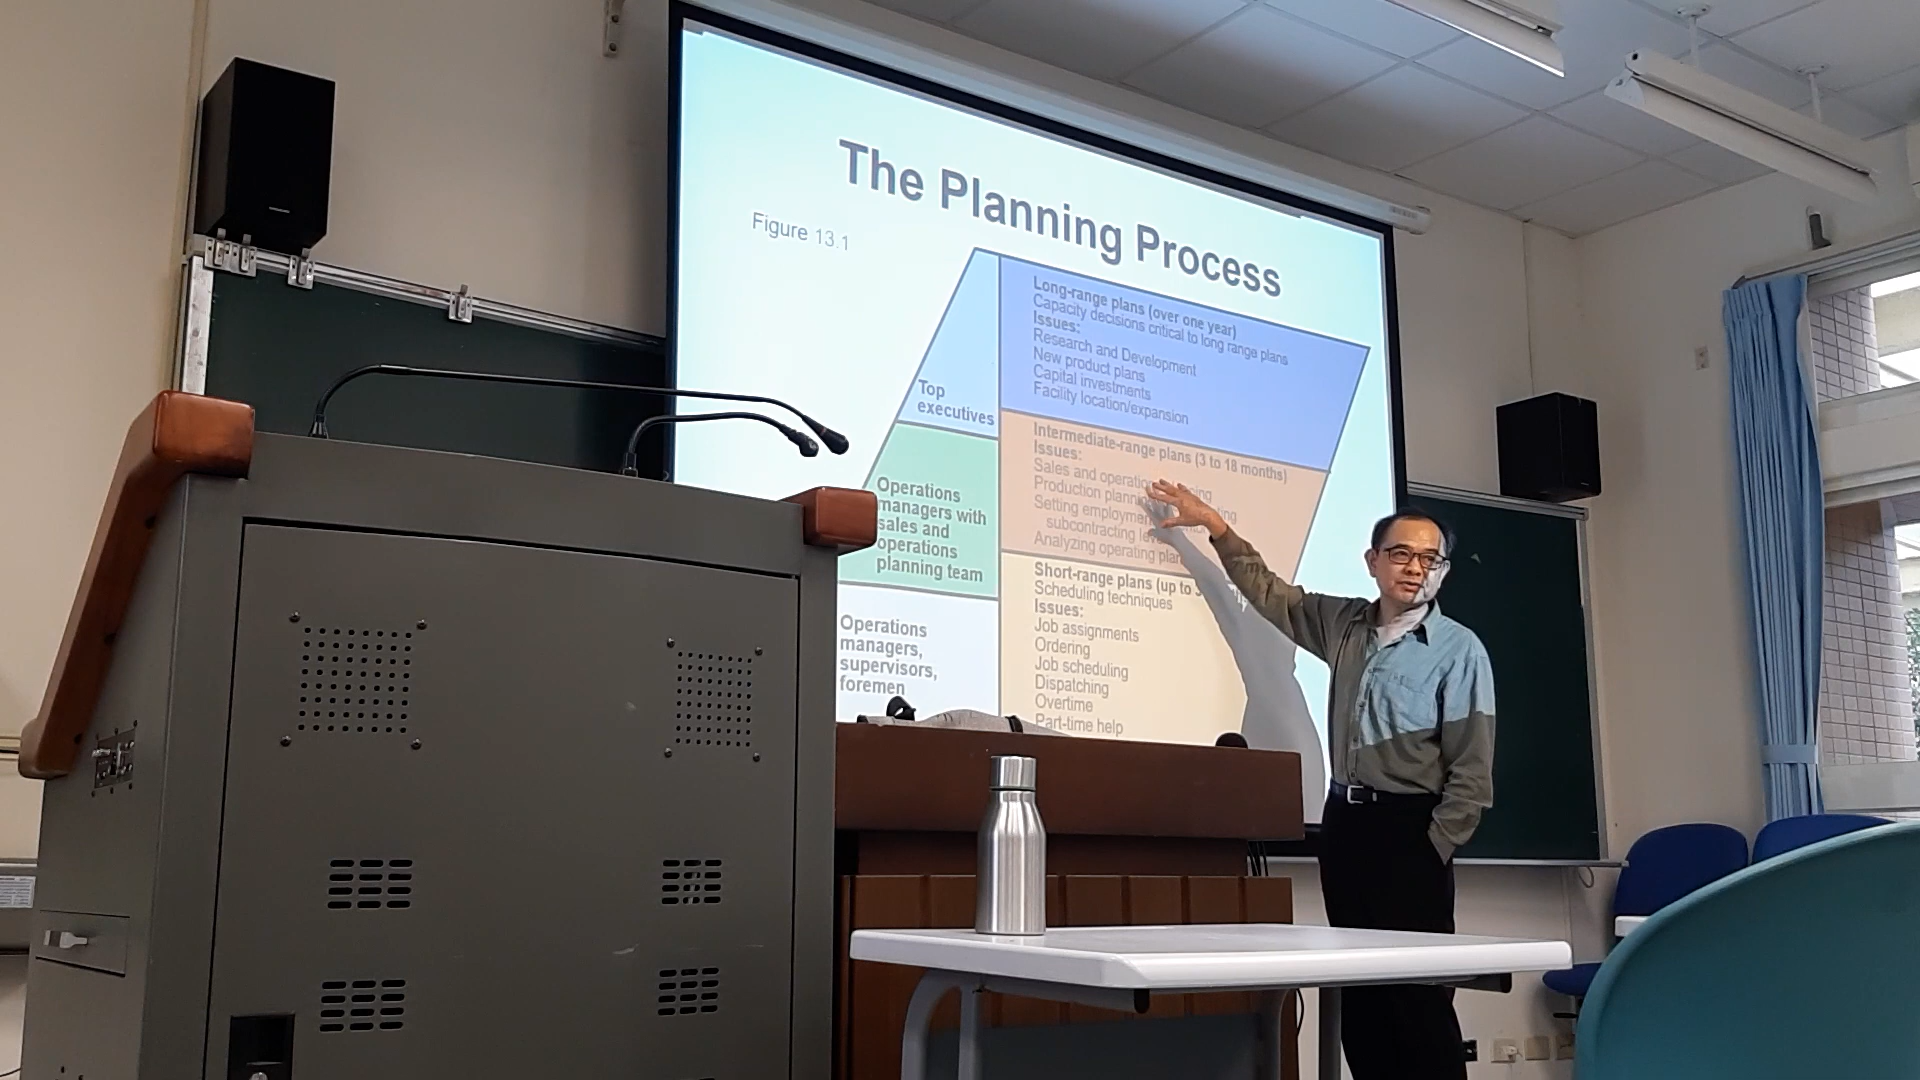 The Planning Process
Figure 13.1
Top
executives
Long-range plans (over one year)
Capacity decisions critical to long range plans
Issues:
Research and Development
New product plans
Capital investments
Facility location/expansion
Operations
managers with
sales and
operations
planning team
Intermediate-range plans (3 to 18 months)
Issues:
Sales and
Production
Setting
subcontracting
Analyzing operating
Operations
managers,
supervisors,
foremen
Short-range plans (up to
Scheduling techniques
Issues:
Job assignments
Ordering
Job scheduling
Dispatching
Overtime
Part-time help